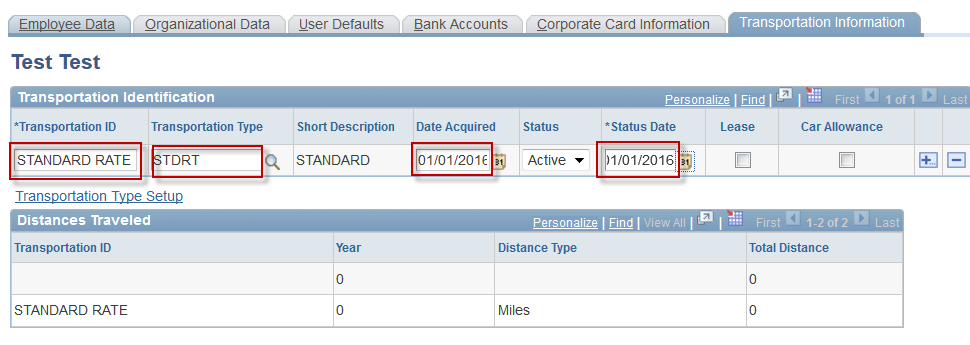 Employee Data Organizational Data User Defaults Bank Accounts Corporate Card Information Transportation Information
Test Test
Transportation Identification Personalize | Find | | First 1 of 1 Last
*Transportation ID Transportation Type Short Description Date Acquired Status *Status Date Lease Car Allowance
STANDARD RATE STDRT STANDARD 01/01/2016 31 Active 01/01/2016 31
Transportation Type Setup
Distances Traveled Personalize | Find | View All | | First 1-2 of 2 Last
Transportation ID Year Distance Type Total Distance
0 0
STANDARD RATE 0 Miles 0